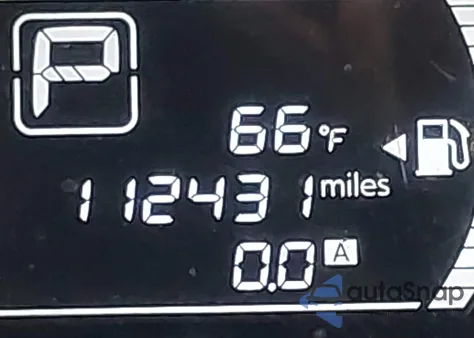 P
66°F
112431 miles
0.0 A
autoSnap